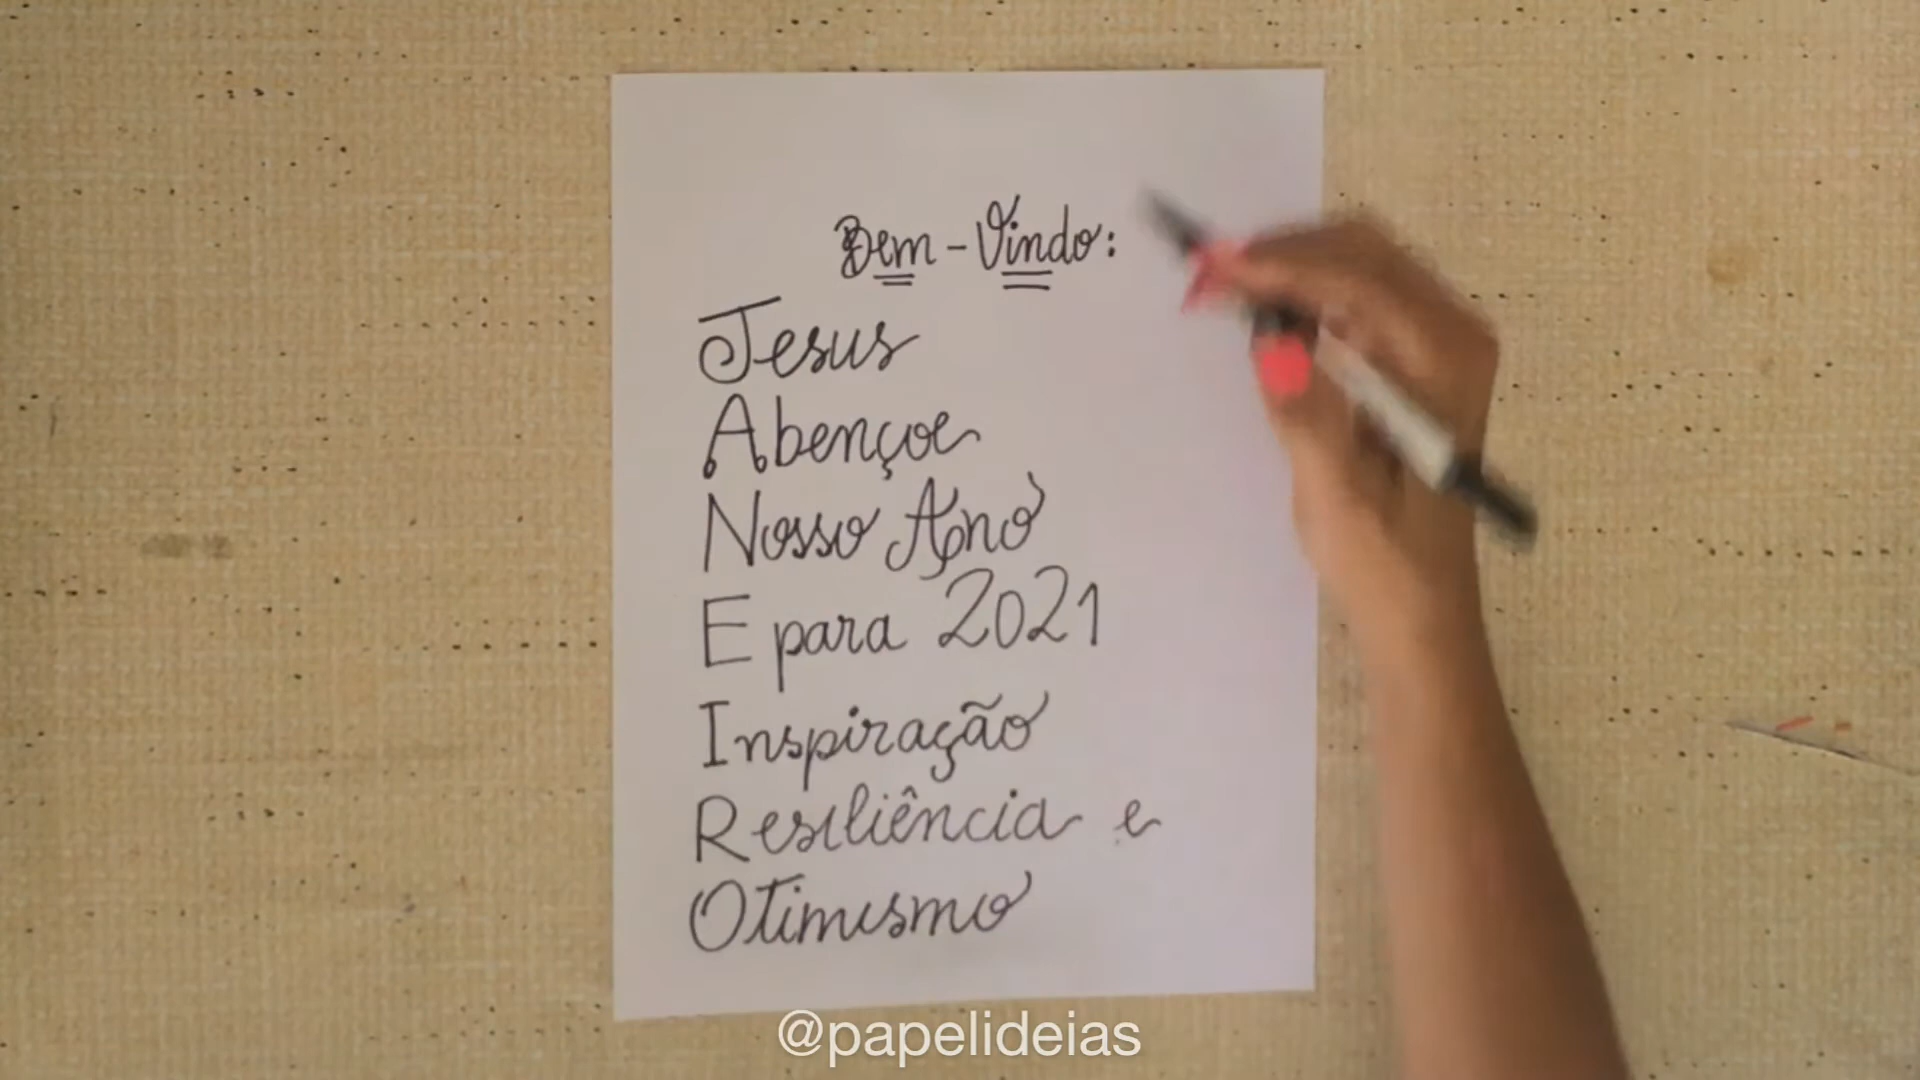 Bem-Vindo:
Jesus
Abençoe
Nosso Ano
E para 2021
Inspiração
Resiliência e
Otimismo
@papelideias